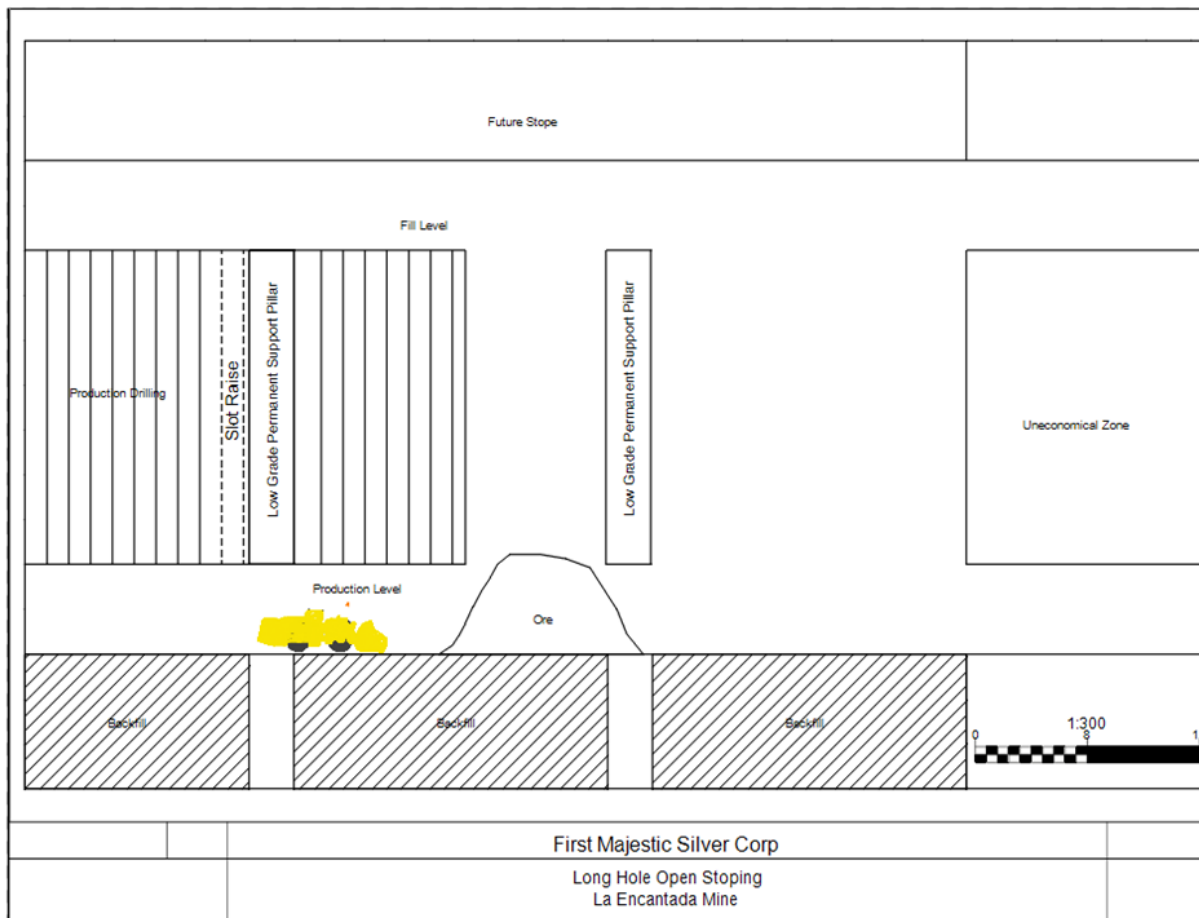 Future Stope
Fill Level
Production Drilling
Slot Raise
Low Grade Permanent Support Pillar
Low Grade Permanent Support Pillar
Uneconomical Zone
Production Level
Ore
Backfill
Backfill
Backfill
1:300
0
8
First Majestic Silver Corp
Long Hole Open Stoping
La Encantada Mine